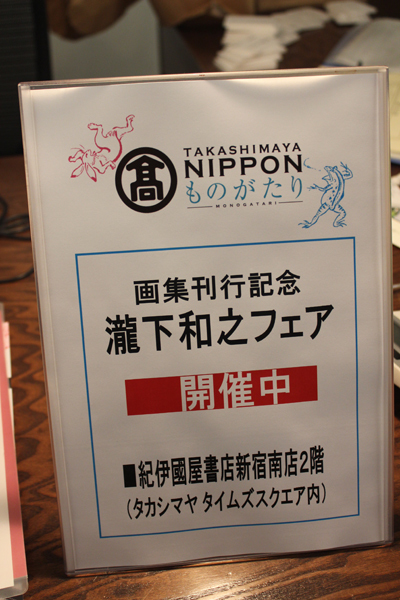 髙
TAKASHIMAYA
NIPPON
ものがたり
MONOGATARI
画集刊行記念
瀧下和之フェア
開催中
■紀伊國屋書店新宿南店2階
(タカシマヤ タイムズスクエア内)